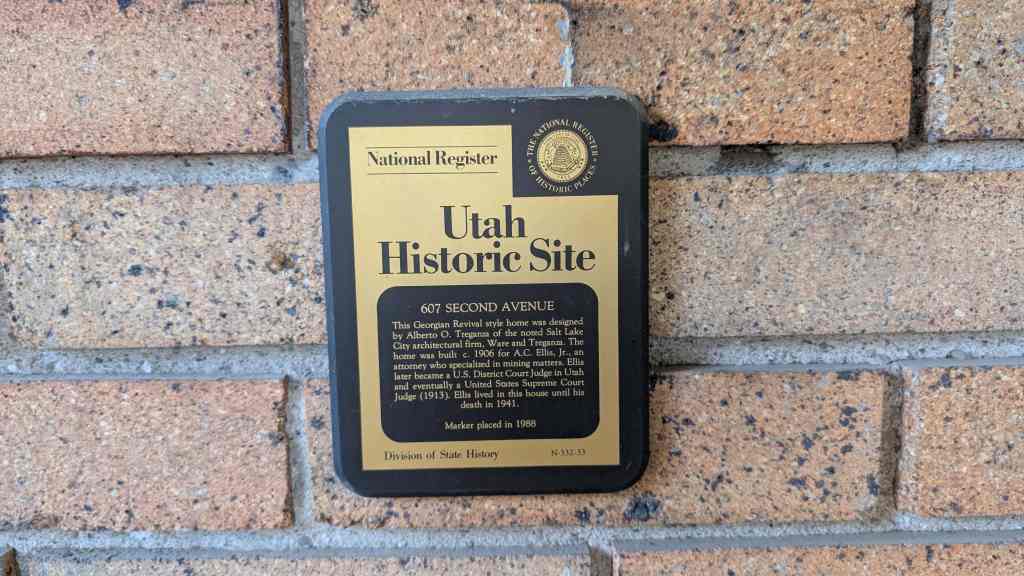 National Register
THE NATIONAL REGISTER
OF HISTORIC PLACES
Utah
Historic Site
607 SECOND AVENUE
This Georgian Revival style home was designed
by Alberto O. Treganza of the noted Salt Lake
City architectural firm, Ware and Treganza. The
home was built c. 1906 for A.C. Ellis, Jr., an
attorney who specialized in mining matters. Ellis
later became a U.S. District Court Judge in Utah
and eventually a United States Supreme Court
Judge (1913). Ellis lived in this house until his
death in 1941.
Marker placed in 1988
Division of State History
N-332-33